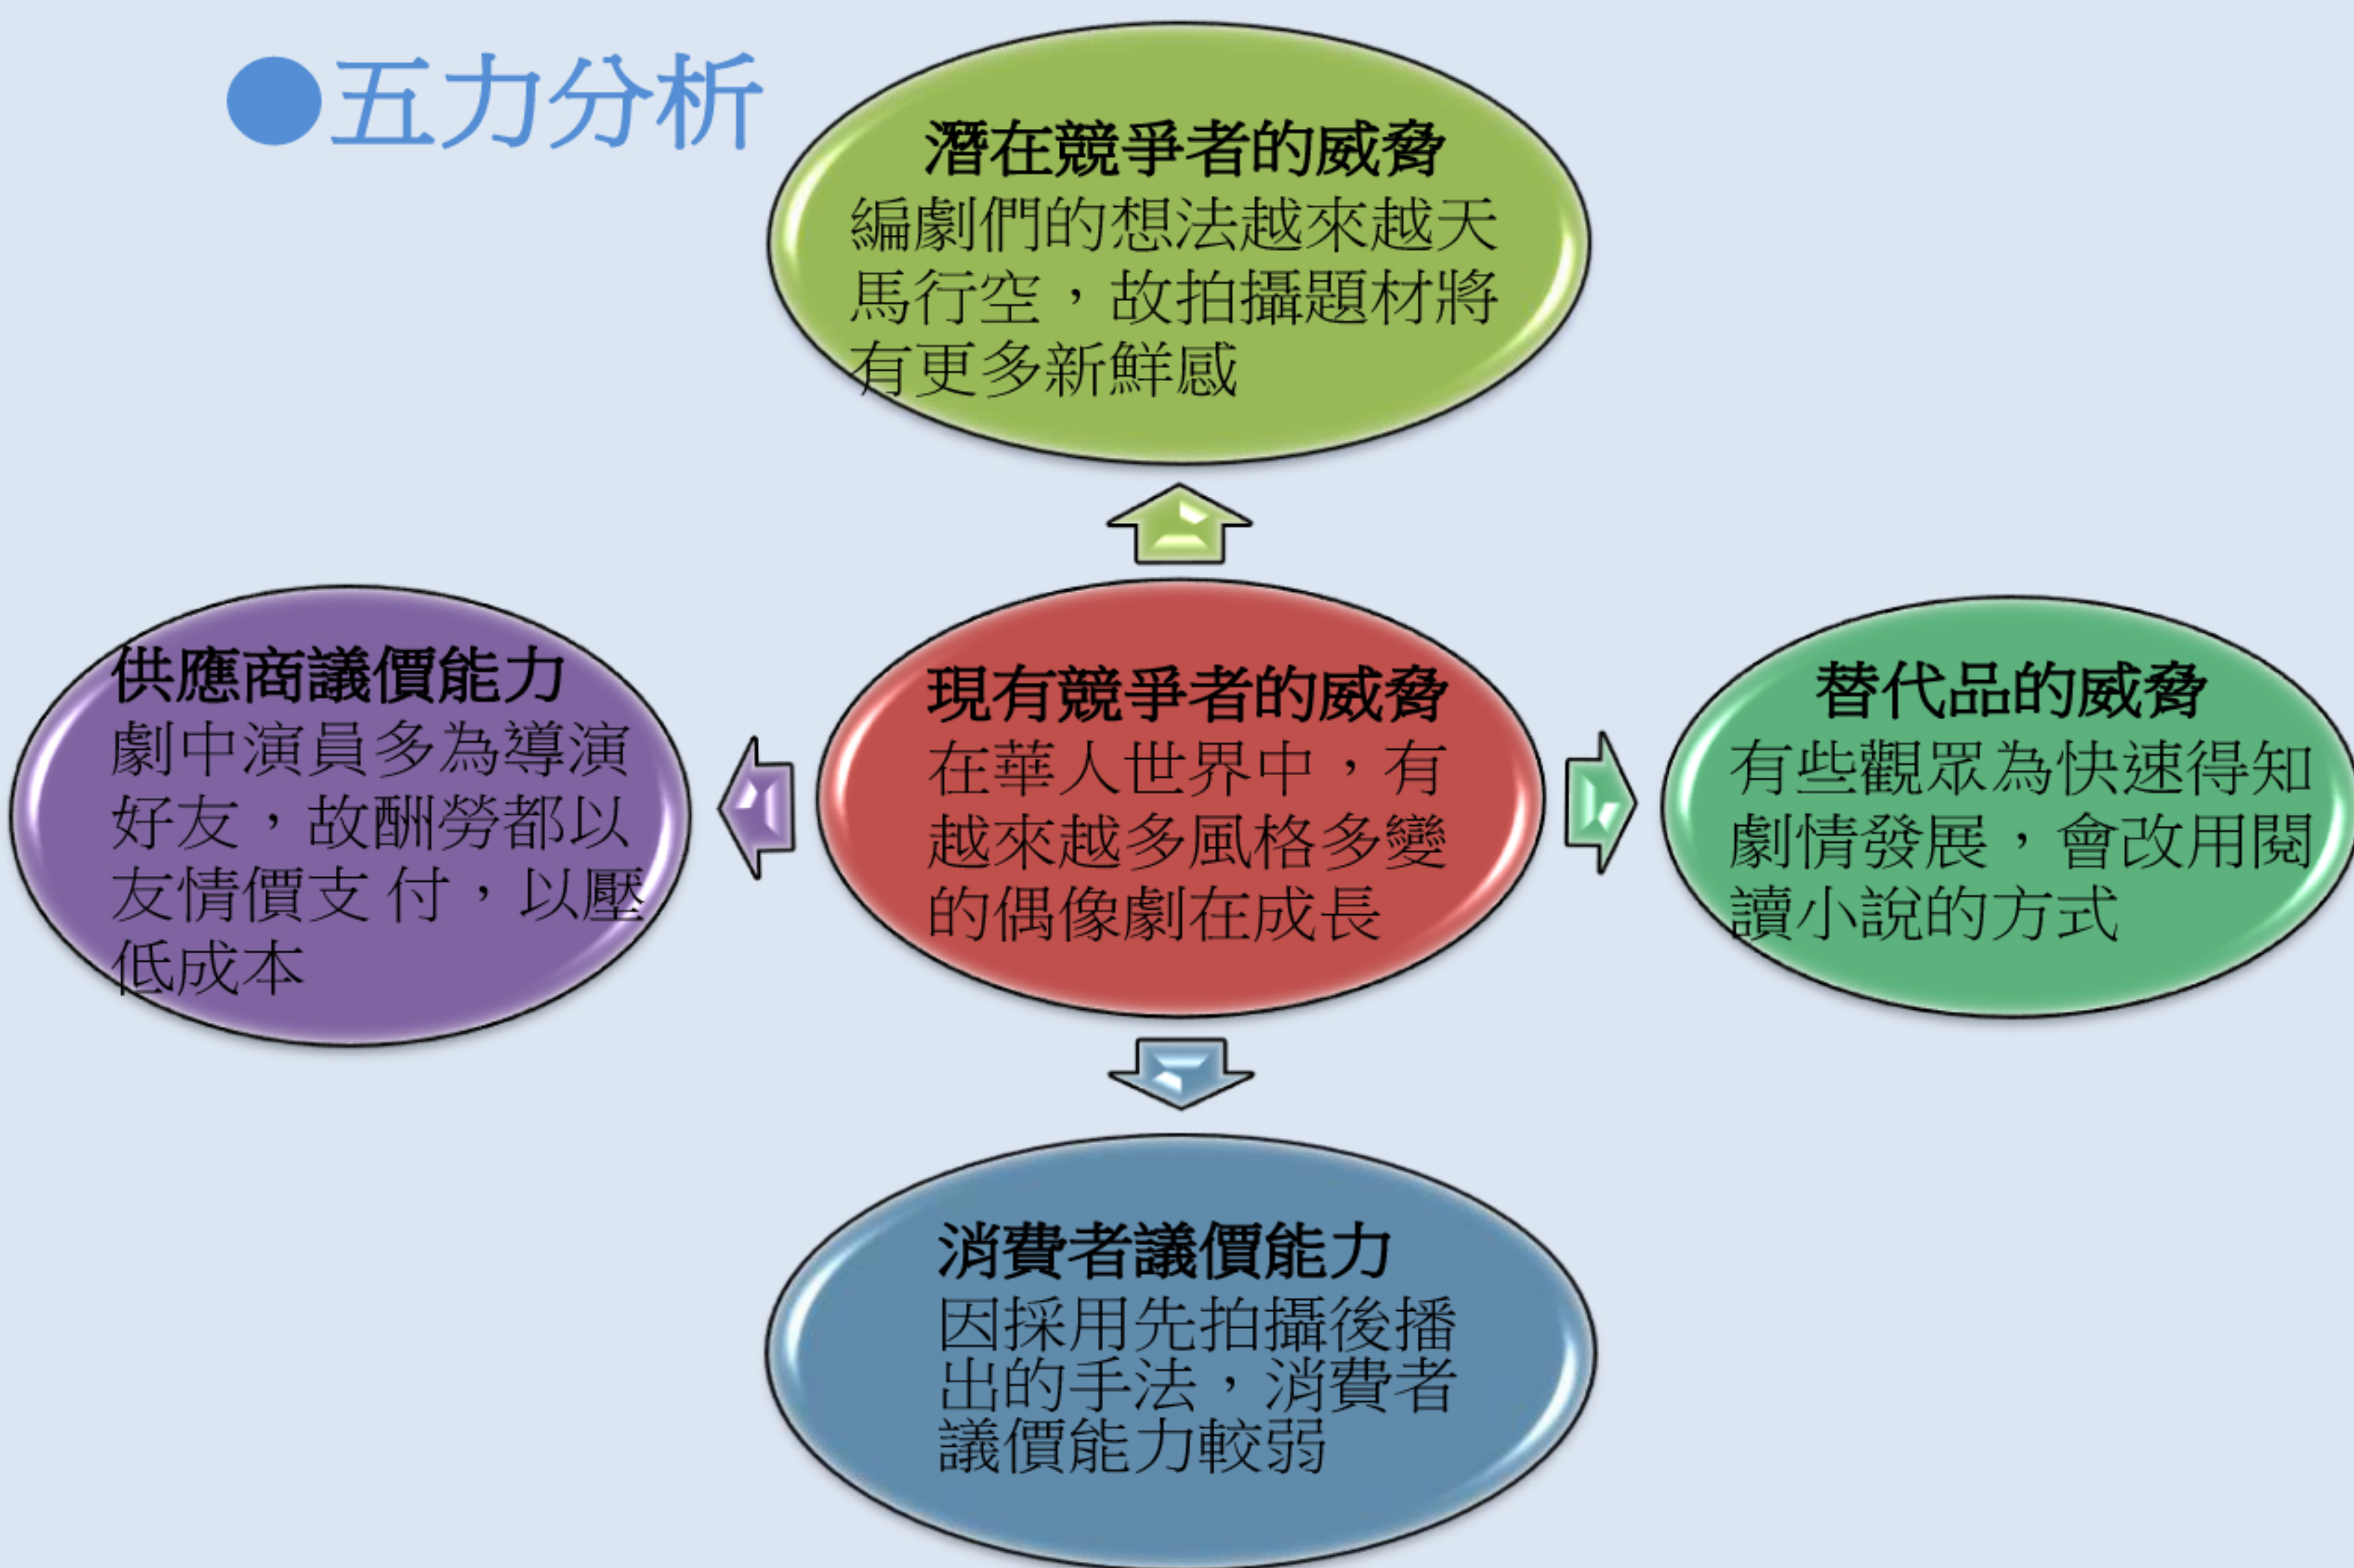 ●五力分析
潛在競爭者的威脅
編劇們的想法越來越天
馬行空，故拍攝題材將
有更多新鮮感
供應商議價能力
劇中演員多為導演
好友，故酬勞都以
友情價支 付，以壓
低成本
現有競爭者的威脅
在華人世界中，有
越來越多風格多變
的偶像劇在成長
替代品的威脅
有些觀眾為快速得知
劇情發展，會改用閱
讀小說的方式
消費者議價能力
因採用先拍攝後播
出的手法，消費者
議價能力較弱